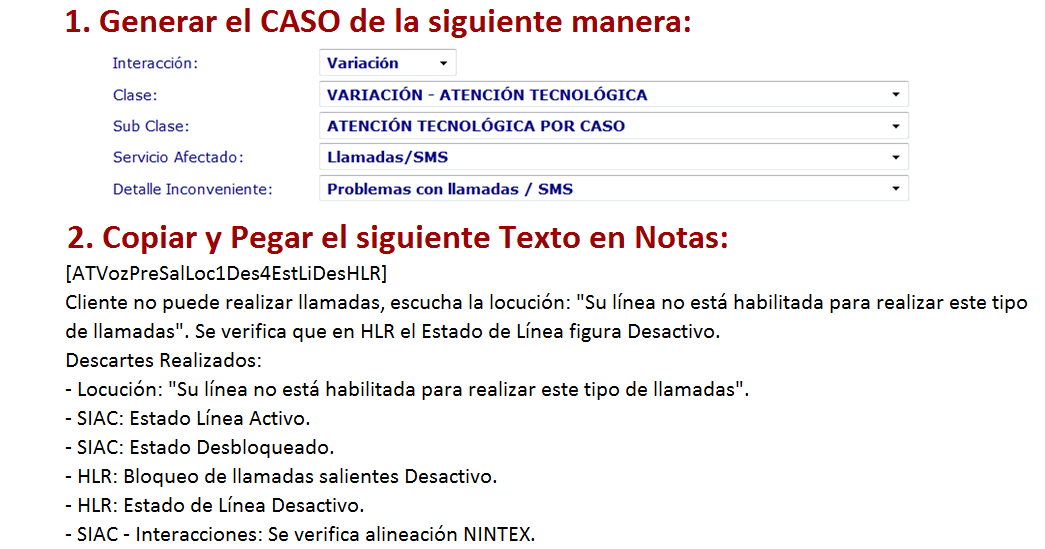 1. Generar el CASO de la siguiente manera:
Interacción: Variación
Clase: VARIACIÓN - ATENCIÓN TECNOLÓGICA
Sub Clase: ATENCIÓN TECNOLÓGICA POR CASO
Servicio Afectado: Llamadas/SMS
Detalle Inconveniente: Problemas con llamadas / SMS
2. Copiar y Pegar el siguiente Texto en Notas:
[ATVozPreSalLoc1Des4EstLiDesHLR]
Cliente no puede realizar llamadas, escucha la locución: "Su línea no está habilitada para realizar este tipo
de llamadas". Se verifica que en HLR el Estado de Línea figura Desactivo.
Descartes Realizados:
- Locución: "Su línea no está habilitada para realizar este tipo de llamadas".
- SIAC: Estado Línea Activo.
- SIAC: Estado Desbloqueado.
- HLR: Bloqueo de llamadas salientes Desactivo.
- HLR: Estado de Línea Desactivo.
- SIAC - Interacciones: Se verifica alineación NINTEX.